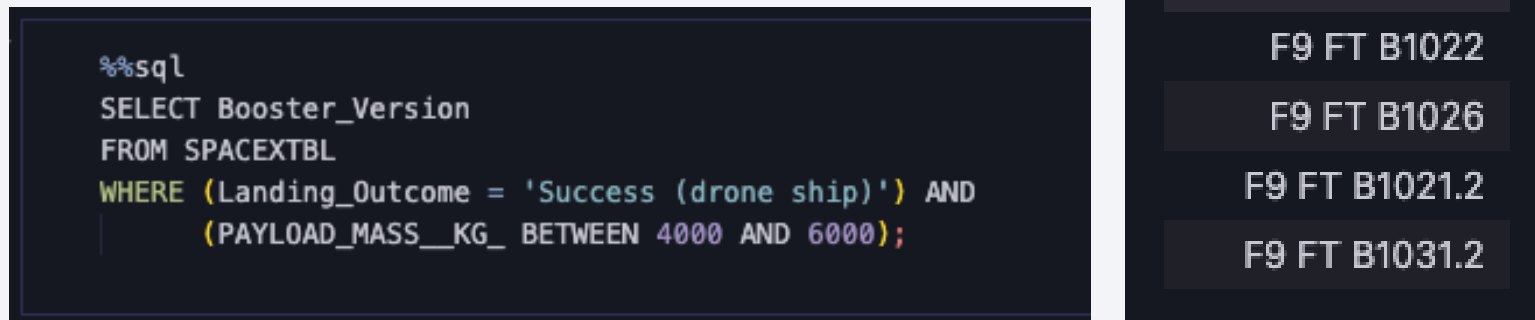 %%sql
SELECT Booster_Version
FROM SPACEXTBL
WHERE (Landing_Outcome = 'Success (drone ship)') AND
(PAYLOAD_MASS__KG_ BETWEEN 4000 AND 6000);
F9 FT B1022
F9 FT B1026
F9 FT B1021.2
F9 FT B1031.2